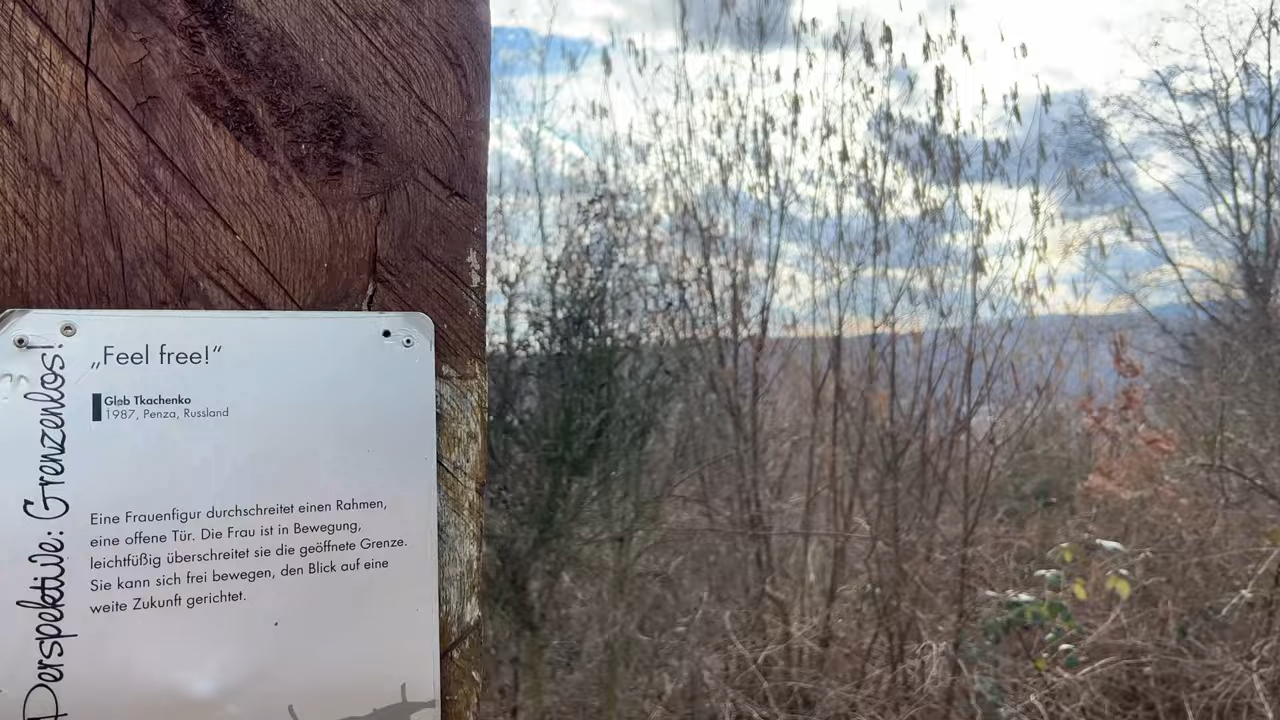 „Feel free!“
Gleb Tkachenko
1987, Penza, Russland
Eine Frauenfigur durchschreitet einen Rahmen,
eine offene Tür. Die Frau ist in Bewegung,
leichtfüßig überschreitet sie die geöffnete Grenze.
Sie kann sich frei bewegen, den Blick auf eine
weite Zukunft gerichtet.
Perspektive: Grenzenlos!